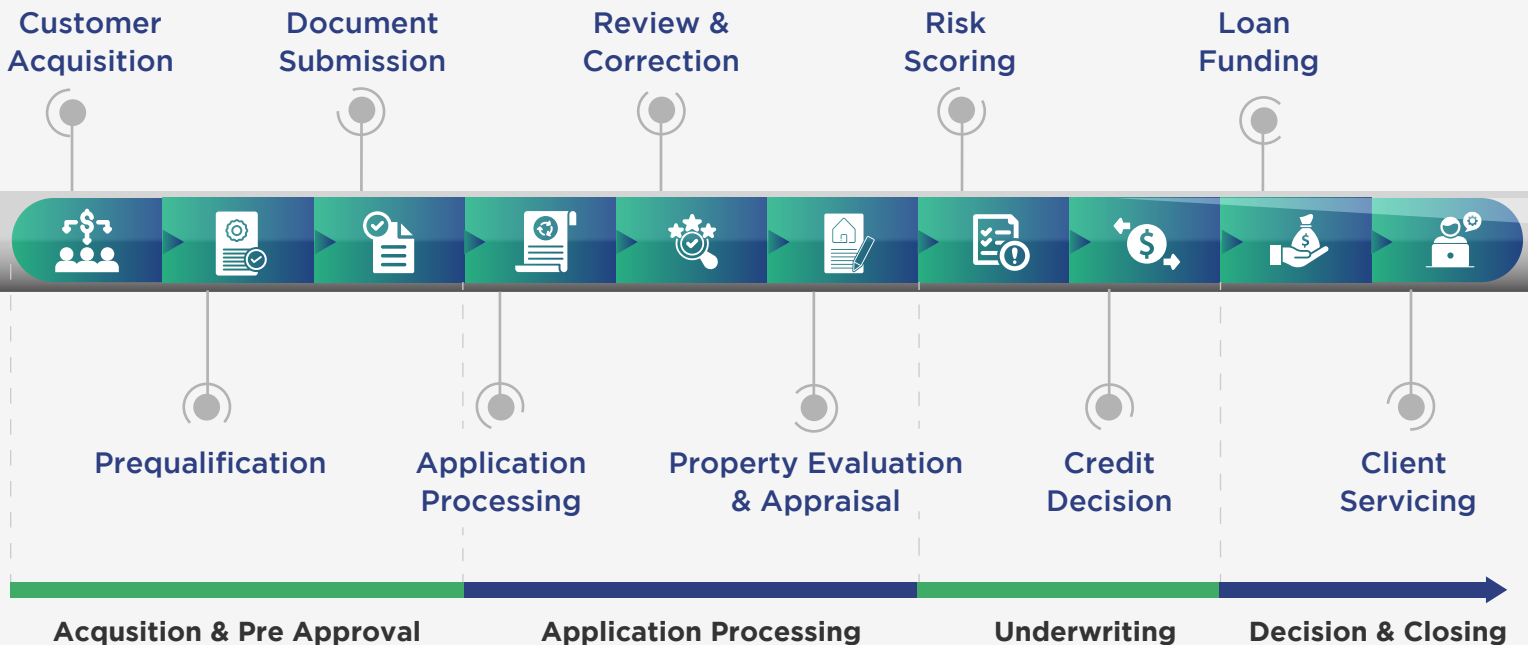 Customer
Acquisition
Document
Submission
Review &
Correction
Risk
Scoring
Loan
Funding
Prequalification
Application
Processing
Property Evaluation
& Appraisal
Credit
Decision
Client
Servicing
Acqusition & Pre Approval
Application Processing
Underwriting
Decision & Closing